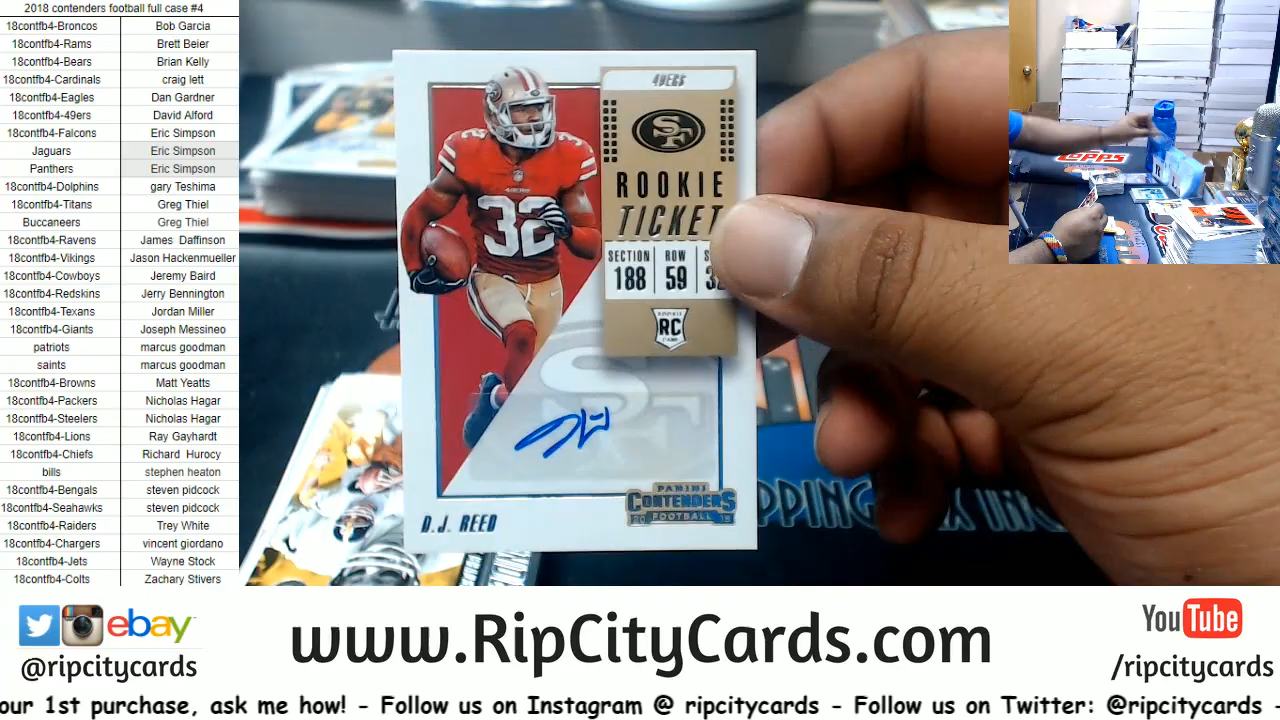 2018 contenders football full case #4
18contfb4-Broncos Bob Garcia
18contfb4-Rams Brett Beier
18contfb4-Bears Brian Kelly
18contfb4-Cardinals craig lett
18contfb4-Eagles Dan Gardner
18contfb4-49ers David Alford
18contfb4-Falcons Eric Simpson
Jaguars Eric Simpson
Panthers Eric Simpson
18contfb4-Dolphins gary Teshima
18contfb4-Titans Greg Thiel
Buccaneers Greg Thiel
18contfb4-Ravens James Daffinson
18contfb4-Vikings Jason Hackenmueller
18contfb4-Cowboys Jeremy Baird
18contfb4-Redskins Jerry Bennington
18contfb4-Texans Jordan Miller
18contfb4-Giants Joseph Messineo
patriots marcus goodman
saints marcus goodman
18contfb4-Browns Matt Yeatts
18contfb4-Packers Nicholas Hagar
18contfb4-Steelers Nicholas Hagar
18contfb4-Lions Ray Gayhardt
18contfb4-Chiefs Richard Hurocy
bills stephen heaton
18contfb4-Bengals steven pidcock
18contfb4-Seahawks steven pidcock
18contfb4-Raiders Trey White
18contfb4-Chargers vincent giordano
18contfb4-Jets Wayne Stock
18contfb4-Colts Zachary Stivers
49ERS
SF
ROOKIE
TICKET
SECTION ROW
188 59
RC
32
PANINI
CONTENDERS
FOOTBALL
D.J. REED
topps
ebay
@ripcitycards
www.RipCityCards.com
YouTube
/ripcitycards
our 1st purchase, ask me how! - Follow us on Instagram @ ripcitycards - Follow us on Twitter: @ripcitycards -